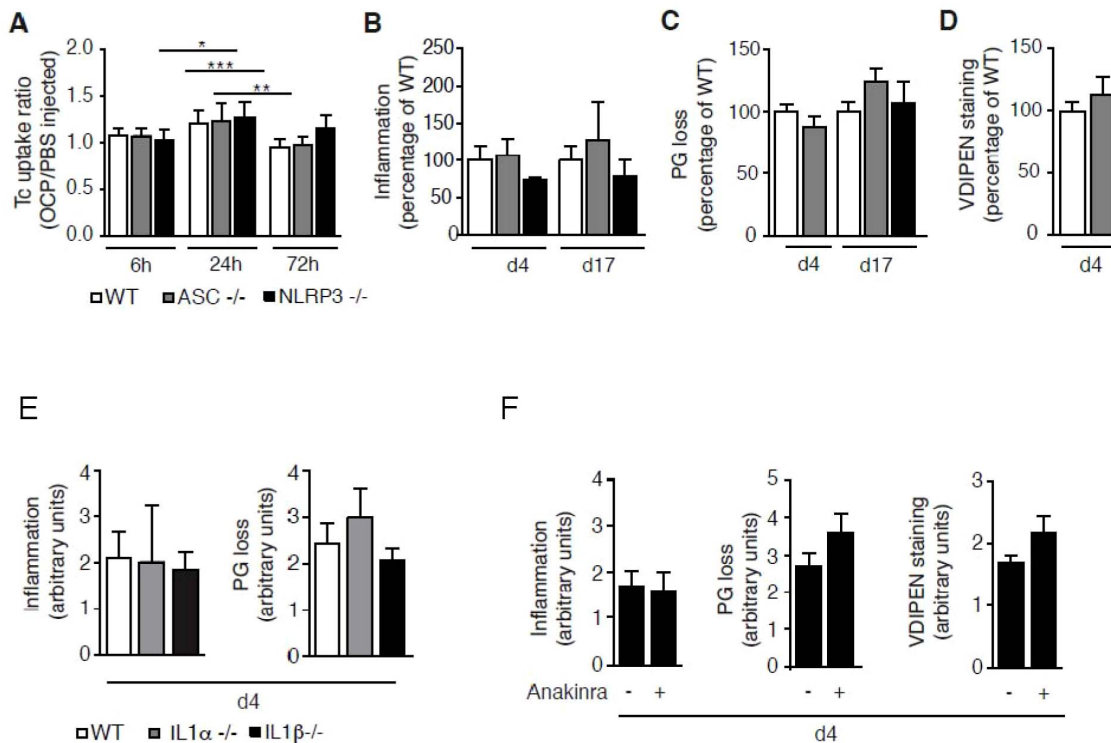 A
Tc uptake ratio
(OCP/PBS injected)
2.0
1.5
1.0
0.5
0.0
*
***
**
6h 24h 72h
WT ASC -/- NLRP3 -/-
B
Inflammation
(percentage of WT)
250
200
150
100
50
0
d4 d17
C
PG loss
(percentage of WT)
150
100
50
0
d4 d17
D
VDIPEN staining
(percentage of WT)
150
100
50
0
d4
E
Inflammation
(arbitrary units)
4
3
2
1
0
PG loss
(arbitrary units)
4
3
2
1
0
d4
WT IL1α -/- IL1β-/-
F
Inflammation
(arbitrary units)
4
3
2
1
0
PG loss
(arbitrary units)
5
4
3
2
1
0
VDIPEN staining
(arbitrary units)
3
2
1
0
Anakinra - + - + - +
d4